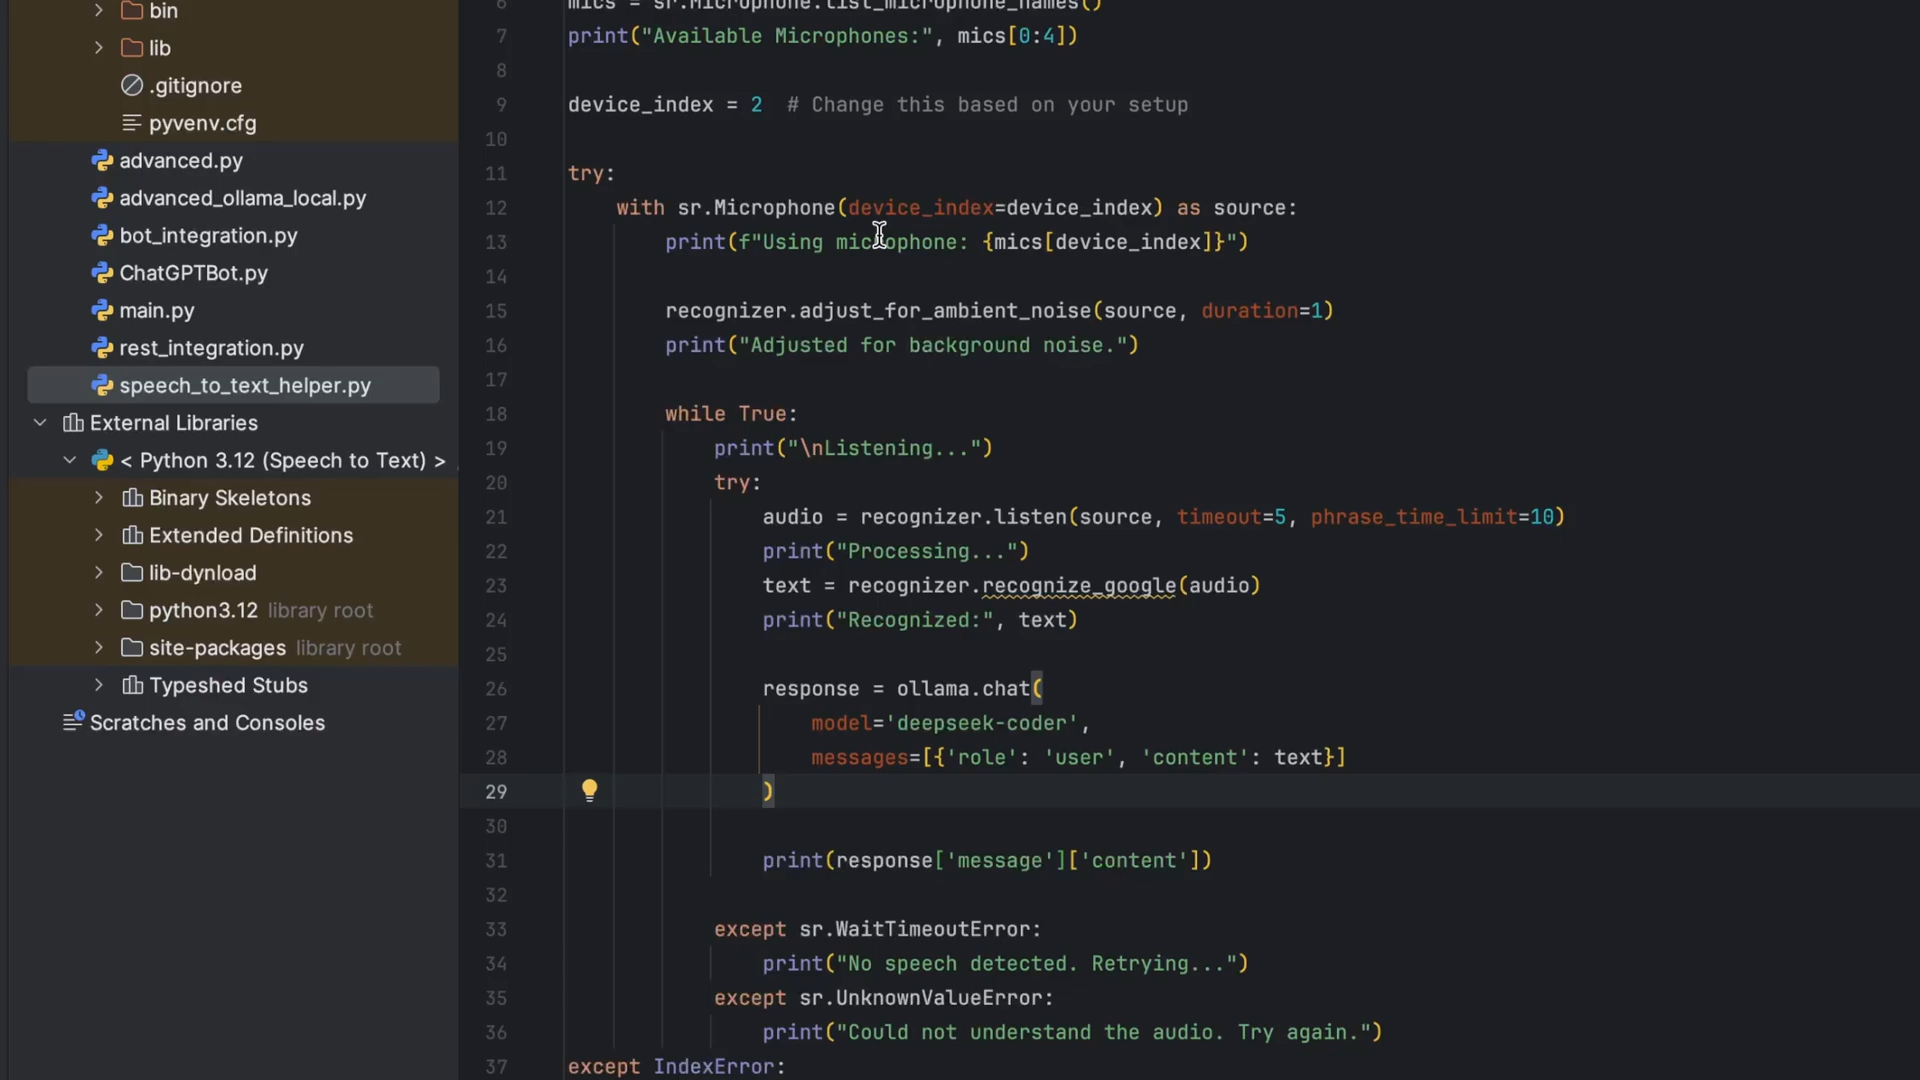 bin
lib
.gitignore
pyvenv.cfg
advanced.py
advanced_ollama_local.py
bot_integration.py
ChatGPTBot.py
main.py
rest_integration.py
speech_to_text_helper.py
External Libraries
< Python 3.12 (Speech to Text) >
Binary Skeletons
Extended Definitions
lib-dynload
python3.12 library root
site-packages library root
Typeshed Stubs
Scratches and Consoles
6 mics = sr.Microphone.list_microphone_names()
7 print("Available Microphones:", mics[0:4])
8
9 device_index = 2  # Change this based on your setup
10
11 try:
12     with sr.Microphone(device_index=device_index) as source:
13         print(f"Using microphone: {mics[device_index]}")
14
15         recognizer.adjust_for_ambient_noise(source, duration=1)
16         print("Adjusted for background noise.")
17
18         while True:
19             print("\nListening...")
20             try:
21                 audio = recognizer.listen(source, timeout=5, phrase_time_limit=10)
22                 print("Processing...")
23                 text = recognizer.recognize_google(audio)
24                 print("Recognized:", text)
25
26                 response = ollama.chat(
27                     model='deepseek-coder',
28                     messages=[{'role': 'user', 'content': text}]
29                 )
30
31                 print(response['message']['content'])
32
33             except sr.WaitTimeoutError:
34                 print("No speech detected. Retrying...")
35             except sr.UnknownValueError:
36                 print("Could not understand the audio. Try again.")
37 except IndexError: